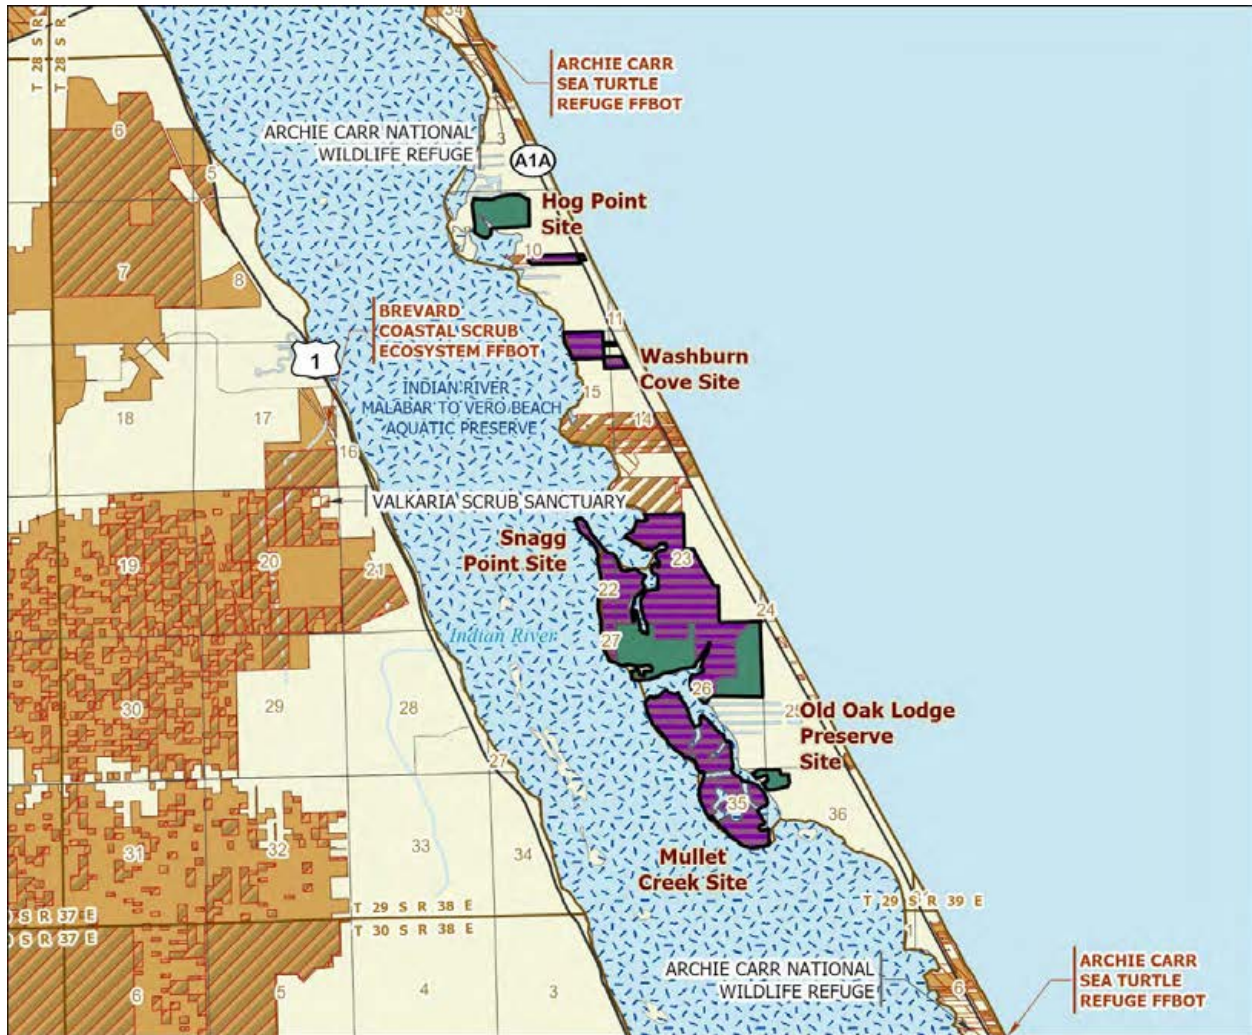 T 28 S R
T 28 S R
34
ARCHIE CARR
SEA TURTLE
REFUGE FFBOT
6
ARCHIE CARR NATIONAL
WILDLIFE REFUGE
3
A1A
5
Hog Point
Site
10
7
8
BREVARD
COASTAL SCRUB
ECOSYSTEM FFBOT
11
1
Washburn
Cove Site
INDIAN RIVER
MALABAR TO VERO BEACH
AQUATIC PRESERVE
15
18
17
14
16
VALKARIA SCRUB SANCTUARY
Snagg
Point Site
23
19
20
21
22
24
Indian River
27
26
30
29
28
25
Old Oak Lodge
Preserve
Site
27
35
36
31
32
33
34
Mullet
Creek Site
T 29 S R 38 E
T 30 S R 38 E
T 29 S R 39 E
S R 37 E
S R 37 E
1
ARCHIE CARR NATIONAL
WILDLIFE REFUGE
ARCHIE CARR
SEA TURTLE
REFUGE FFBOT
6
5
4
3
6